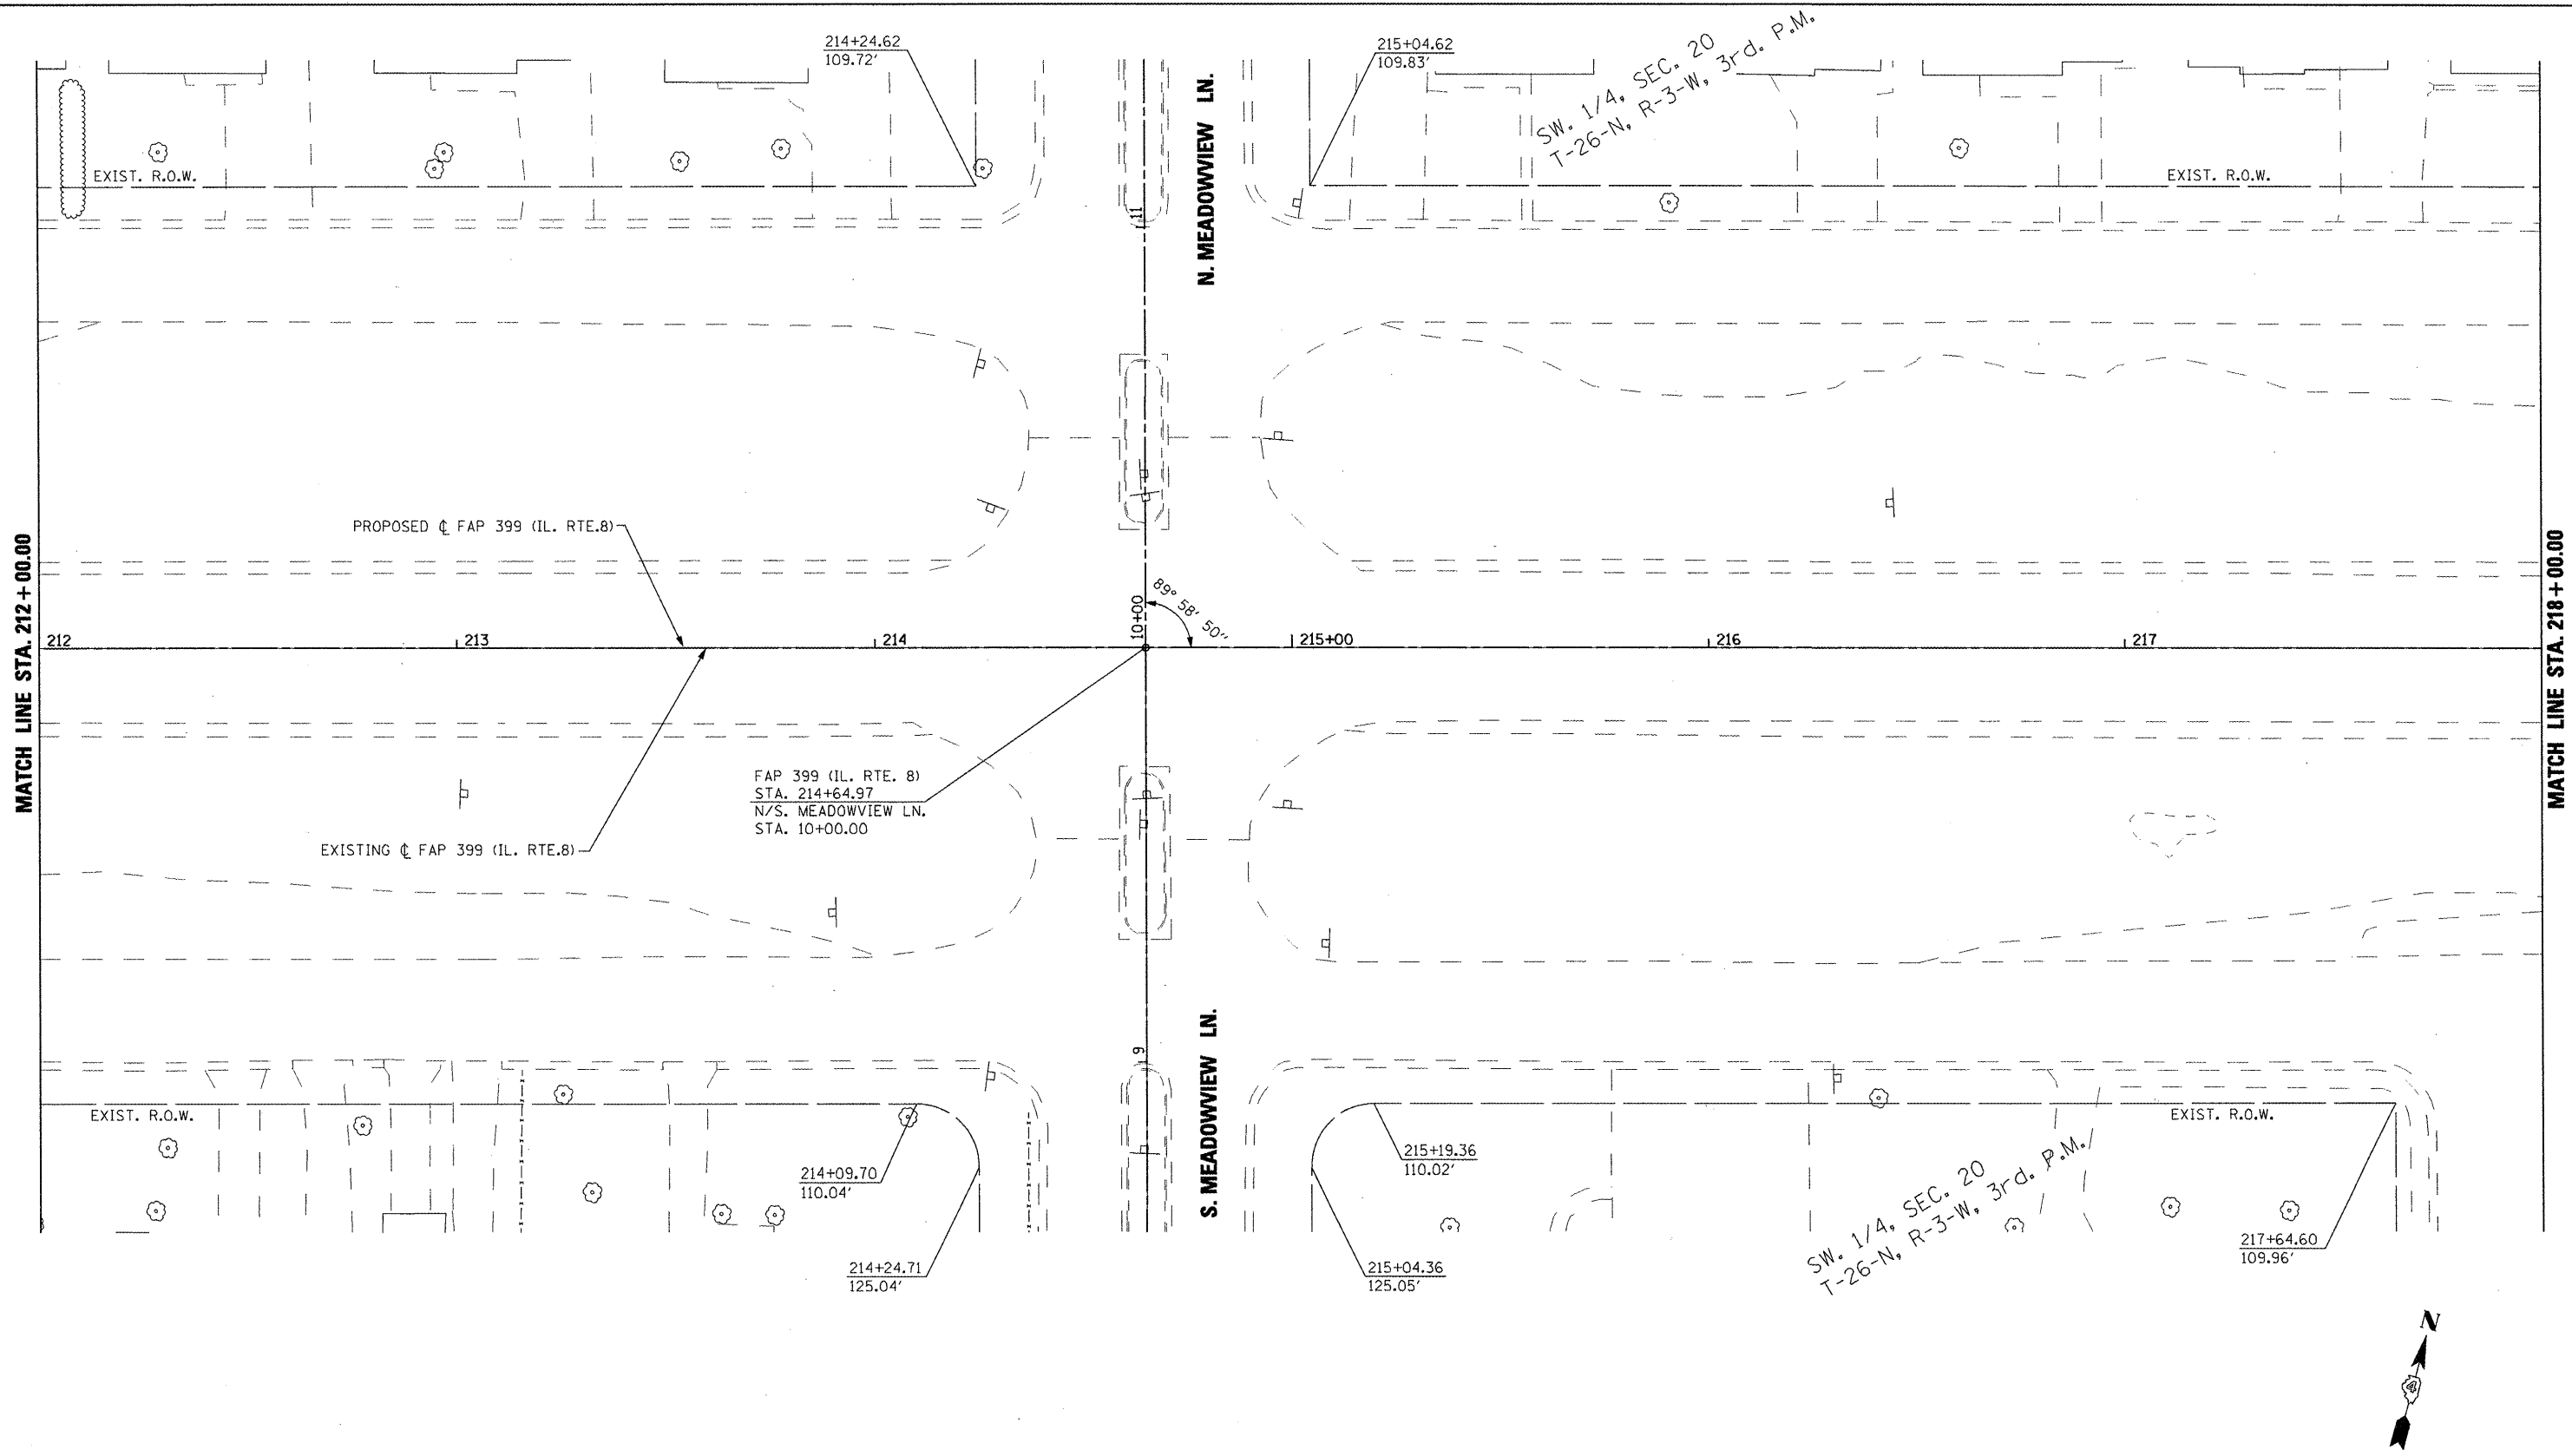 214+24.62
109.72'
215+04.62
109.83'
SW. 1/4, SEC. 20
T-26-N, R-3-W, 3rd. P.M.
N. MEADOWVIEW LN.
EXIST. R.O.W.
EXIST. R.O.W.
11
PROPOSED ℄ FAP 399 (IL. RTE.8)
MATCH LINE STA. 212+00.00
MATCH LINE STA. 218+00.00
10+00
89° 58' 50"
212
213
214
215+00
216
217
FAP 399 (IL. RTE. 8)
STA. 214+64.97
N/S. MEADOWVIEW LN.
STA. 10+00.00
EXISTING ℄ FAP 399 (IL. RTE.8)
9
S. MEADOWVIEW LN.
EXIST. R.O.W.
EXIST. R.O.W.
214+09.70
110.04'
215+19.36
110.02'
SW. 1/4, SEC. 20
T-26-N, R-3-W, 3rd. P.M.
214+24.71
125.04'
215+04.36
125.05'
217+64.60
109.96'
N
4